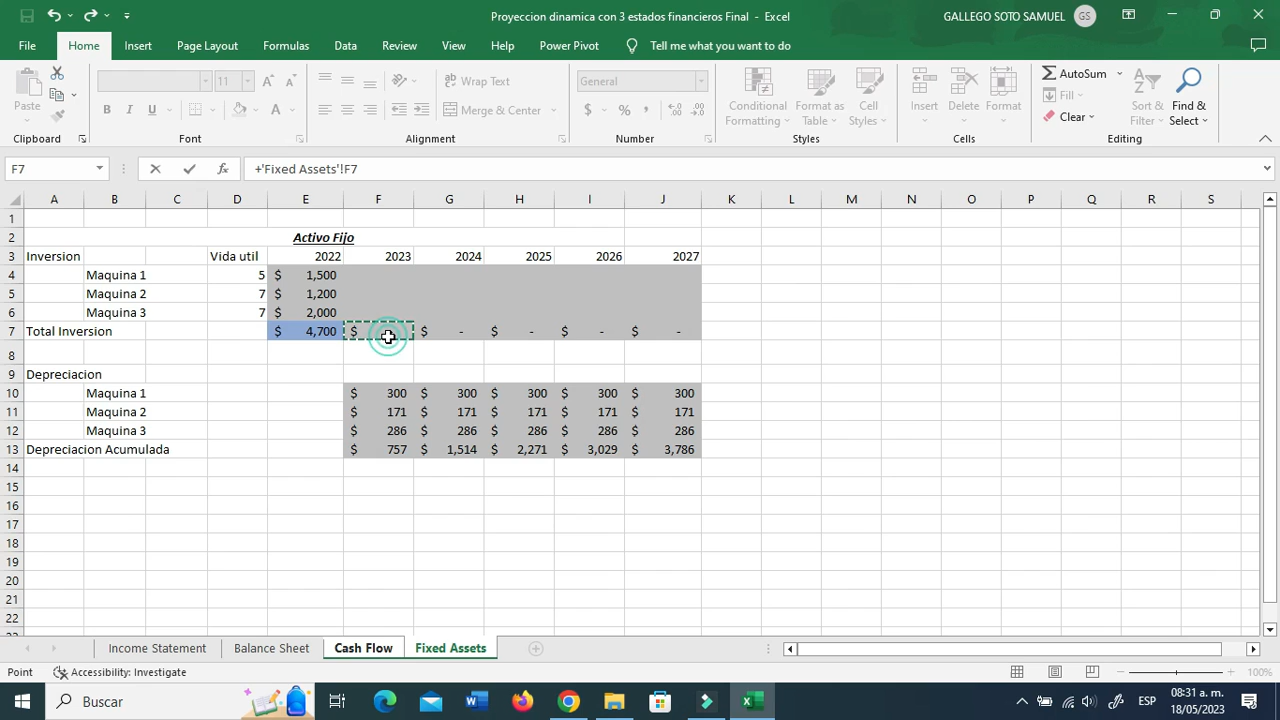 Proyeccion dinamica con 3 estados financieros Final - Excel
GALLEGO SOTO SAMUEL GS
File Home Insert Page Layout Formulas Data Review View Help Power Pivot Tell me what you want to do
Paste
11 A A
Wrap Text
General
Conditional Formatting
Format as Table
Cell Styles
Insert
Delete
Format
AutoSum
Fill
Clear
Sort & Filter
Find & Select
B I U A
Merge & Center
$ % ,
Clipboard Font Alignment Number Styles Cells Editing
F7 fx +'Fixed Assets'!F7
A B C D E F G H I J K L M N O P Q R S
1
2 Activo Fijo
3 Inversion Vida util 2022 2023 2024 2025 2026 2027
4 Maquina 1 5 $ 1,500
5 Maquina 2 7 $ 1,200
6 Maquina 3 7 $ 2,000
7 Total Inversion $ 4,700 $ $ - $ - $ - $ -
8
9 Depreciacion
10 Maquina 1 $ 300 $ 300 $ 300 $ 300 $ 300
11 Maquina 2 $ 171 $ 171 $ 171 $ 171 $ 171
12 Maquina 3 $ 286 $ 286 $ 286 $ 286 $ 286
13 Depreciacion Acumulada $ 757 $ 1,514 $ 2,271 $ 3,029 $ 3,786
14
15
16
17
18
19
20
21
22
Income Statement Balance Sheet Cash Flow Fixed Assets
Point Accessibility: Investigate 100%
Buscar
ESP
08:31 a. m.
18/05/2023